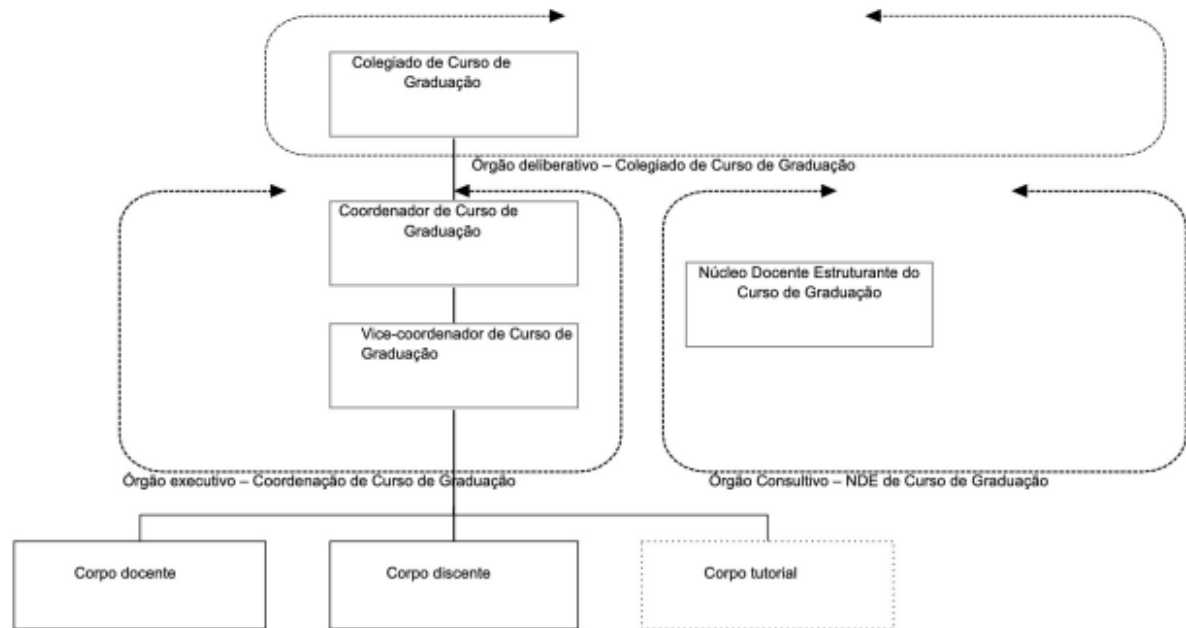 Colegiado de Curso de
Graduação
Órgão deliberativo – Colegiado de Curso de Graduação
Coordenador de Curso de
Graduação
Núcleo Docente Estruturante do
Curso de Graduação
Vice-coordenador de Curso de
Graduação
Órgão executivo – Coordenação de Curso de Graduação
Órgão Consultivo – NDE de Curso de Graduação
Corpo docente
Corpo discente
Corpo tutorial